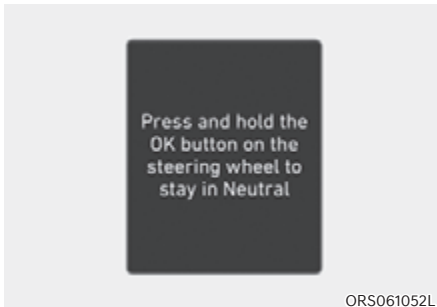 Press and hold the
OK button on the
steering wheel to
stay in Neutral
ORS061052L